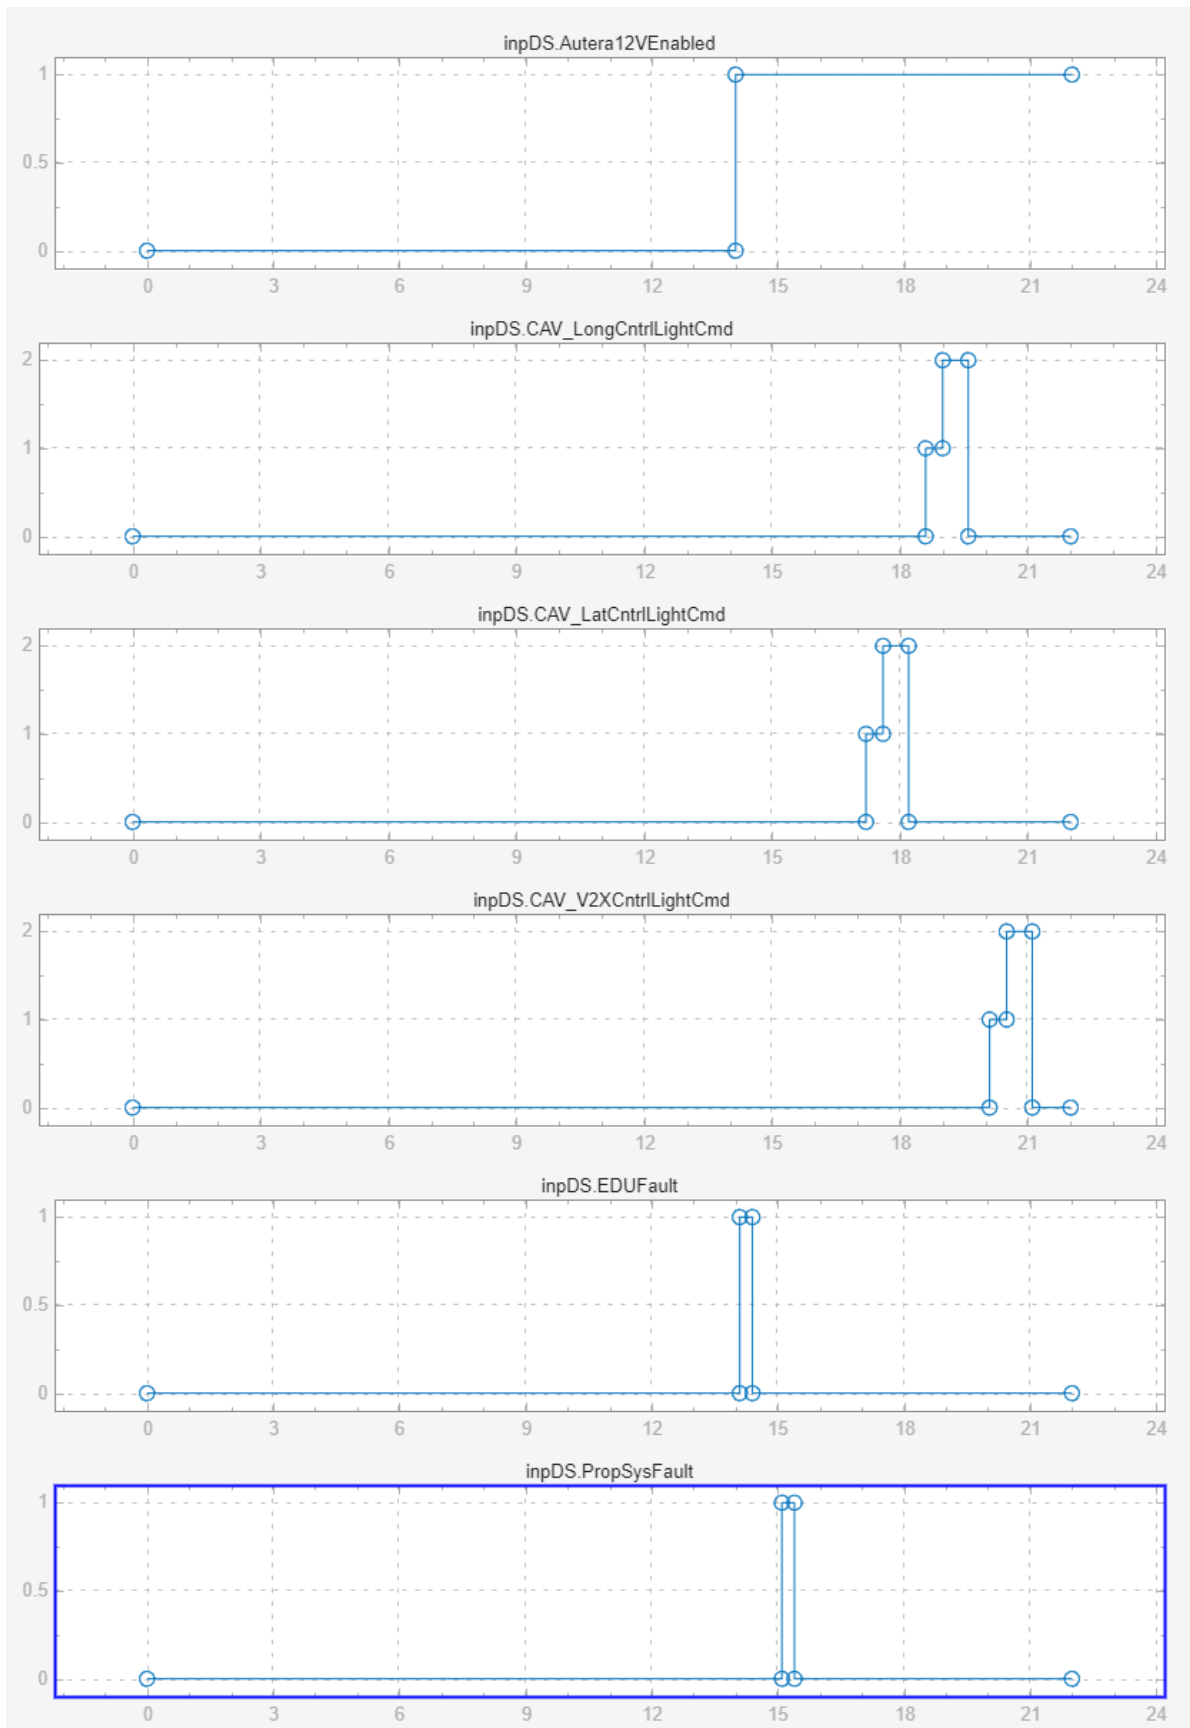 inpDS.Autera12VEnabled
1
0.5
0
0 3 6 9 12 15 18 21 24
inpDS.CAV_LongCntrlLightCmd
2
1
0
0 3 6 9 12 15 18 21 24
inpDS.CAV_LatCntrlLightCmd
2
1
0
0 3 6 9 12 15 18 21 24
inpDS.CAV_V2XCntrlLightCmd
2
1
0
0 3 6 9 12 15 18 21 24
inpDS.EDUFault
1
0.5
0
0 3 6 9 12 15 18 21 24
inpDS.PropSysFault
1
0.5
0
0 3 6 9 12 15 18 21 24